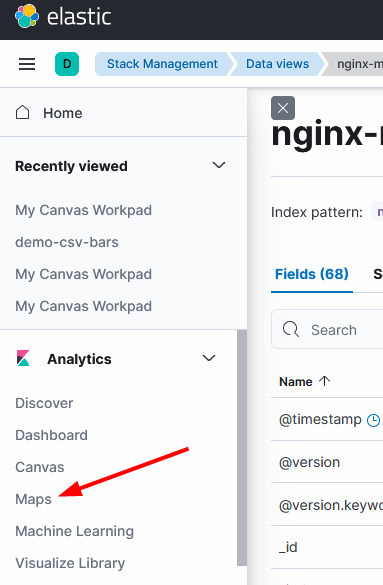 elastic
D
Stack Management
Data views
nginx-m
Home
Recently viewed
My Canvas Workpad
demo-csv-bars
My Canvas Workpad
My Canvas Workpad
Analytics
Discover
Dashboard
Canvas
Maps
Machine Learning
Visualize Library
nginx-
Index pattern: n
Fields (68) S
Search
Name
@timestamp
@version
@version.keywo
_id